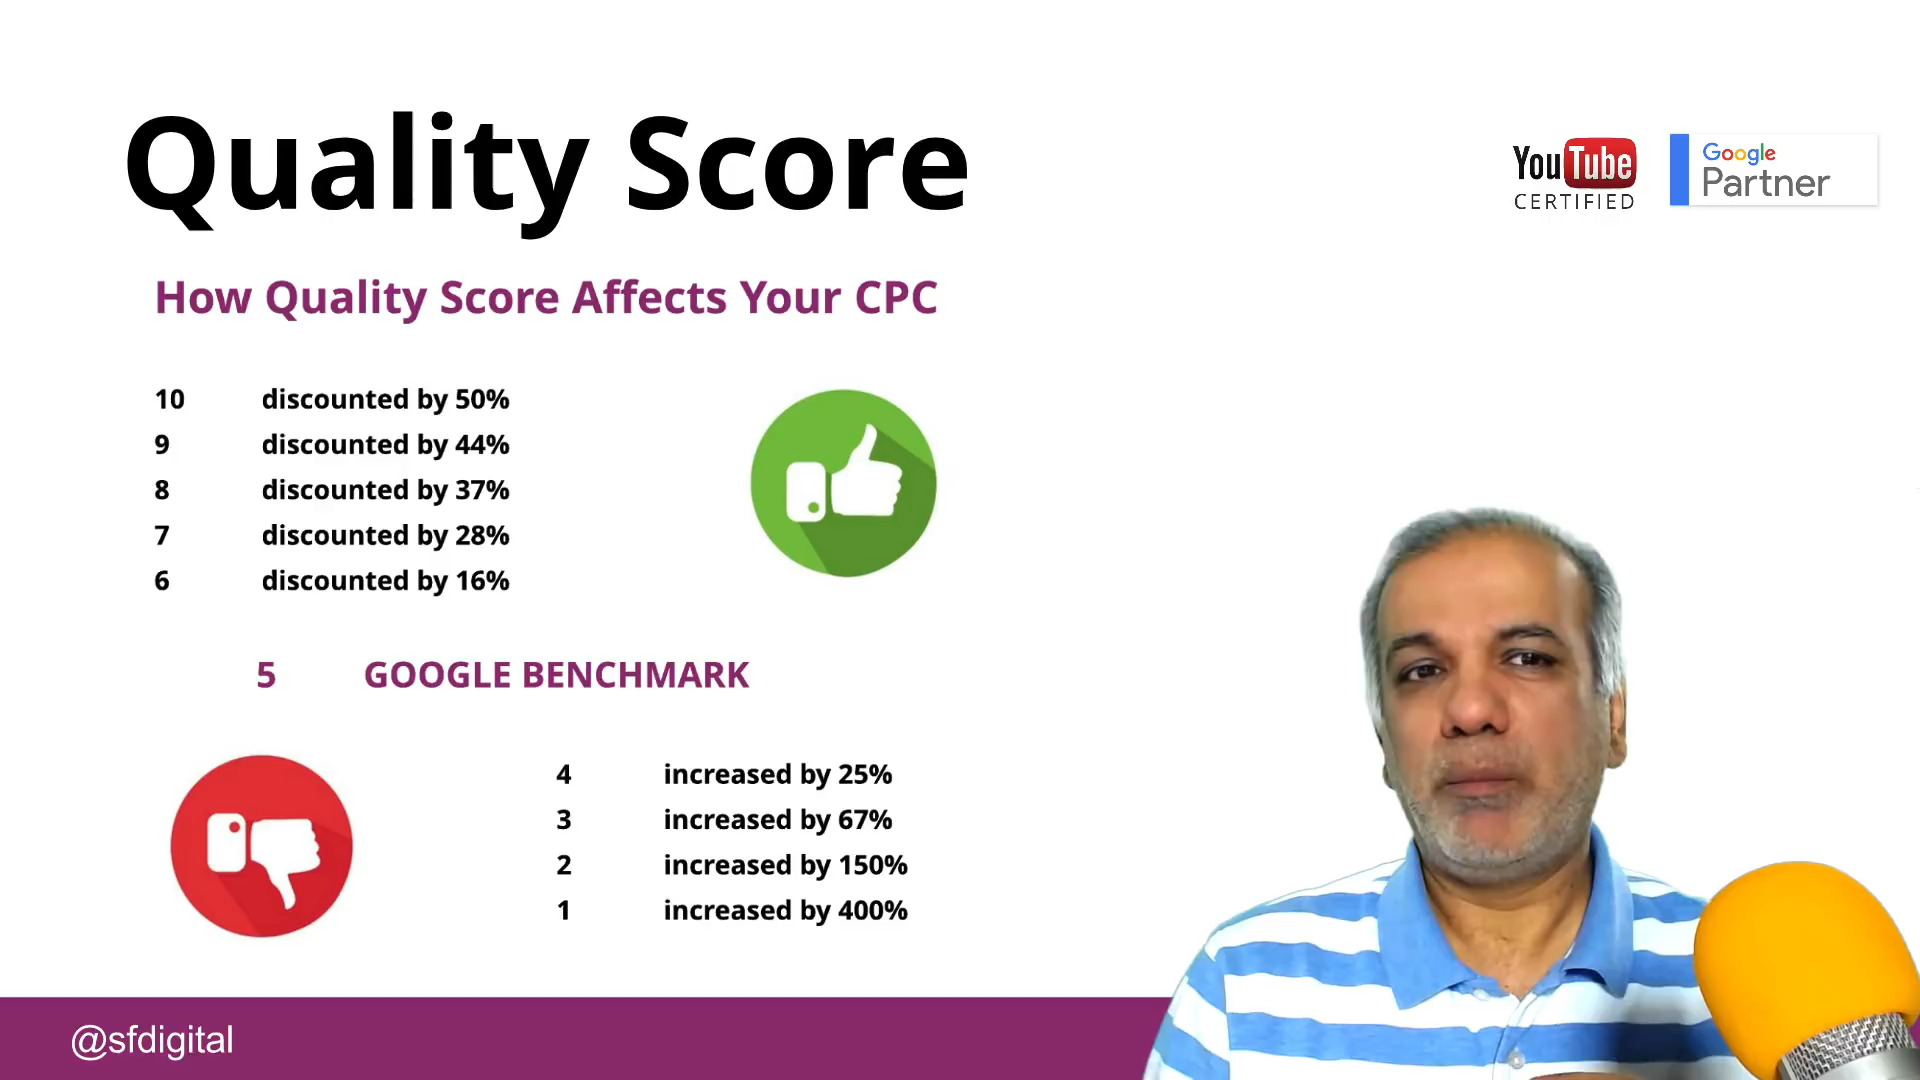 Quality Score
YouTube
CERTIFIED
Google
Partner
How Quality Score Affects Your CPC
10 discounted by 50%
9 discounted by 44%
8 discounted by 37%
7 discounted by 28%
6 discounted by 16%
5 GOOGLE BENCHMARK
4 increased by 25%
3 increased by 67%
2 increased by 150%
1 increased by 400%
@sfdigital